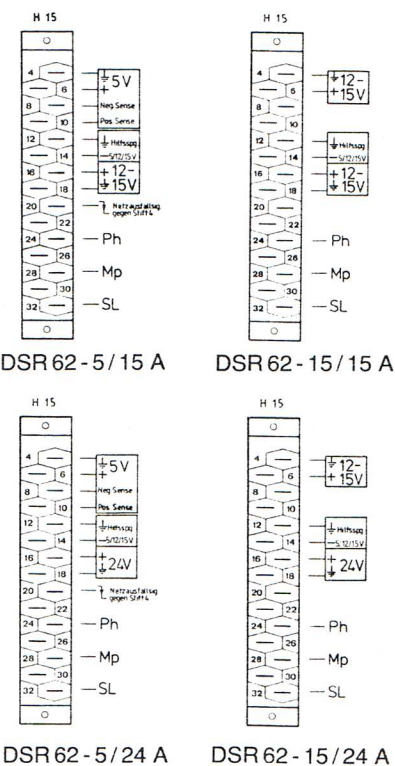 H 15
4
⏚ 5V
6
+
8
Neg Sense
10
Pos Sense
12
⏚ Hilfsspg
14
–5/12/15V
16
+ 12–
18
⏚ 15V
20
Netzausfallsig
gegen Stift 4
22
24
Ph
26
28
Mp
30
32
SL
DSR 62 - 5 / 15 A
H 15
4
⏚ 12–
6
+ 15V
8
10
12
⏚ Hilfsspg
14
–5/12/15V
16
+ 12–
18
⏚ 15V
20
22
24
Ph
26
28
Mp
30
32
SL
DSR 62 - 15 / 15 A
H 15
4
⏚ 5V
6
+
8
Neg Sense
10
Pos Sense
12
⏚ Hilfsspg
14
–5/12/15V
16
+
24V
18
⏚
20
Netzausfallsig
gegen Stift 4
22
24
Ph
26
28
Mp
30
32
SL
DSR 62 - 5 / 24 A
H 15
4
⏚ 12–
6
+ 15V
8
10
12
⏚ Hilfsspg
14
–5/12/15V
16
+
24V
18
⏚
20
22
24
Ph
26
28
Mp
30
32
SL
DSR 62 - 15 / 24 A